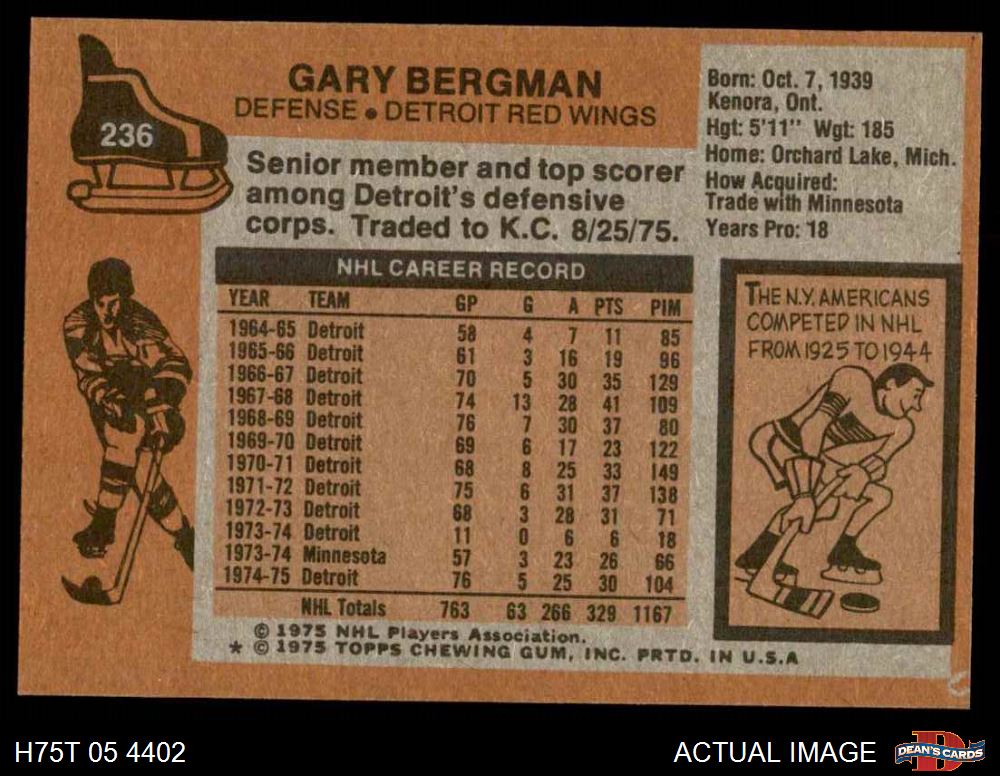 236
GARY BERGMAN
DEFENSE • DETROIT RED WINGS
Senior member and top scorer
among Detroit's defensive
corps. Traded to K.C. 8/25/75.
Born: Oct. 7, 1939
Kenora, Ont.
Hgt: 5'11" Wgt: 185
Home: Orchard Lake, Mich.
How Acquired:
Trade with Minnesota
Years Pro: 18
NHL CAREER RECORD
YEAR TEAM GP G A PTS PIM
1964-65 Detroit 58 4 7 11 85
1965-66 Detroit 61 3 16 19 96
1966-67 Detroit 70 5 30 35 129
1967-68 Detroit 74 13 28 41 109
1968-69 Detroit 76 7 30 37 80
1969-70 Detroit 69 6 17 23 122
1970-71 Detroit 68 8 25 33 149
1971-72 Detroit 75 6 31 37 138
1972-73 Detroit 68 3 28 31 71
1973-74 Detroit 11 0 6 6 18
1973-74 Minnesota 57 3 23 26 66
1974-75 Detroit 76 5 25 30 104
NHL Totals 763 63 266 329 1167
THE N.Y. AMERICANS
COMPETED IN NHL
FROM 1925 TO 1944
© 1975 NHL Players Association.
* © 1975 TOPPS CHEWING GUM, INC. PRTD. IN U.S.A
H75T 05 4402
ACTUAL IMAGE
DEAN'S CARDS